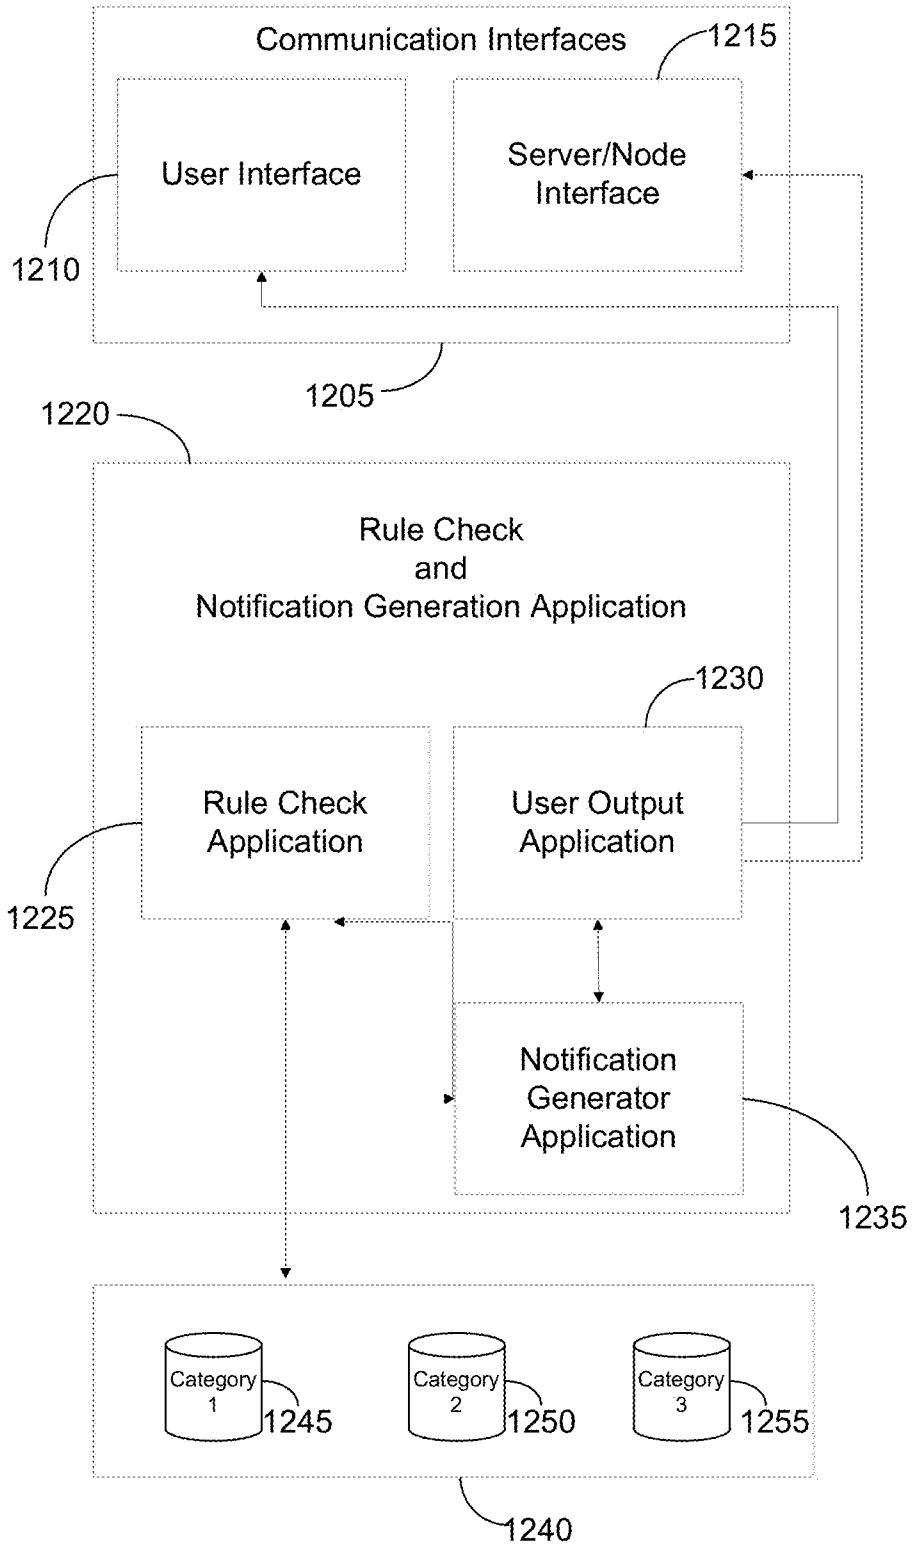 Communication Interfaces
1215
User Interface
Server/Node
Interface
1210
1205
1220
Rule Check
and
Notification Generation Application
1230
Rule Check
Application
User Output
Application
1225
Notification
Generator
Application
1235
Category
1
1245
Category
2
1250
Category
3
1255
1240